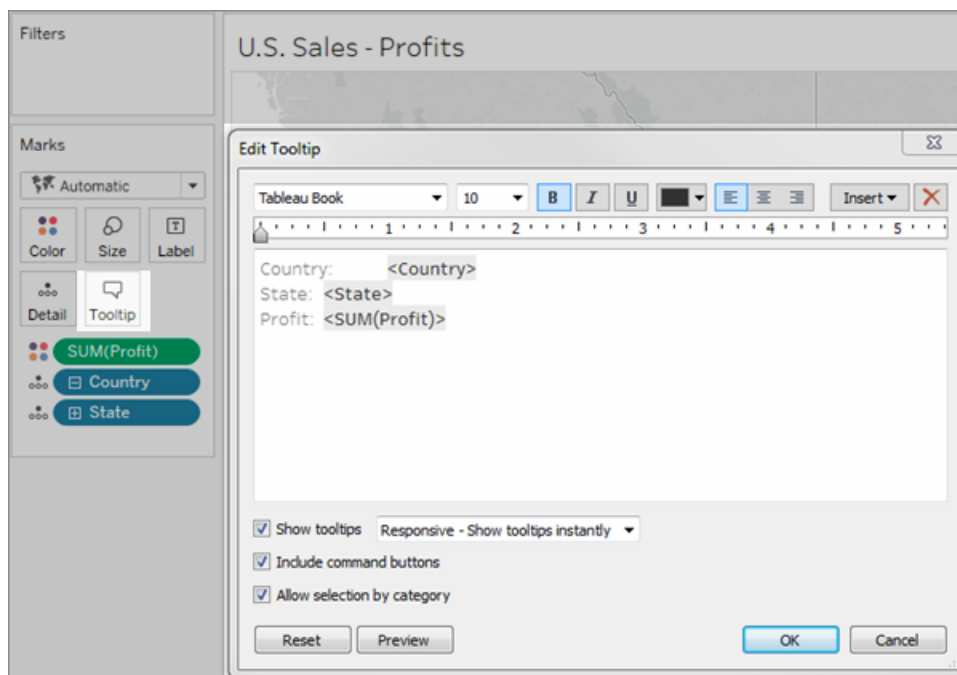 Filters
U.S. Sales - Profits
Marks
Automatic
Color Size Label
Detail Tooltip
SUM(Profit)
Country
State
Edit Tooltip
Tableau Book 10 B I U Insert
1 2 3 4 5
Country: <Country>
State: <State>
Profit: <SUM(Profit)>
Show tooltips Responsive - Show tooltips instantly
Include command buttons
Allow selection by category
Reset Preview OK Cancel